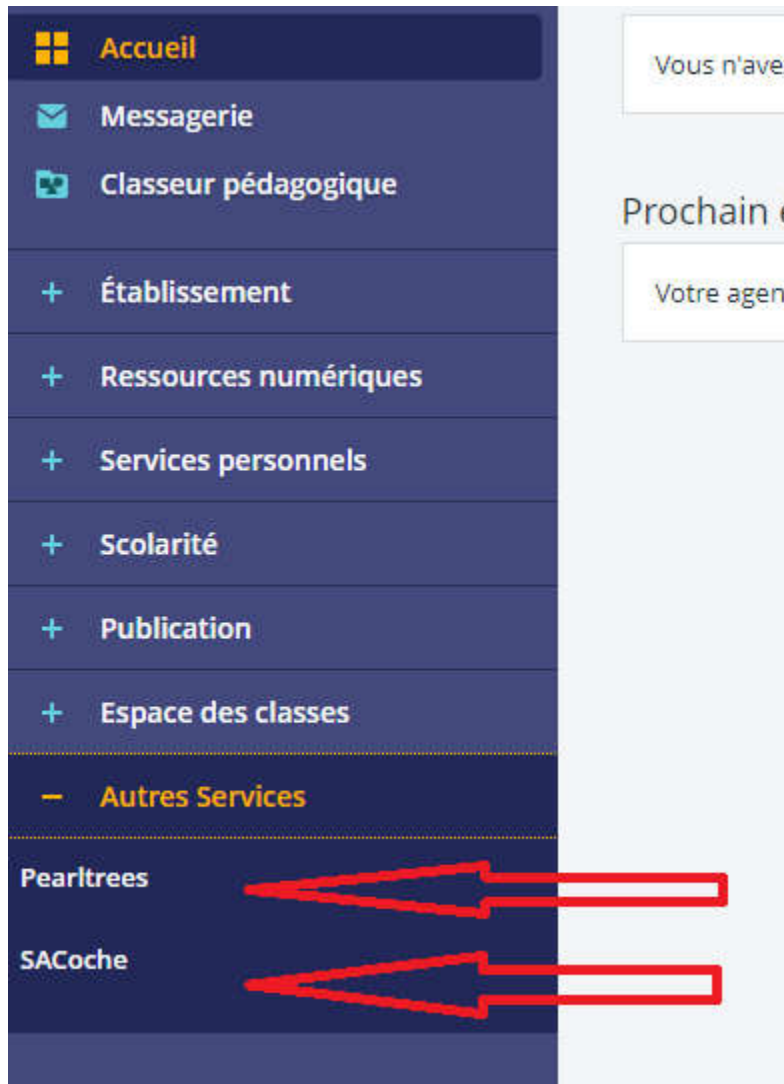 Accueil
Messagerie
Classeur pédagogique
Établissement
Ressources numériques
Services personnels
Scolarité
Publication
Espace des classes
Autres Services
Pearltrees
SACoche
Vous n'ave
Prochain
Votre agen